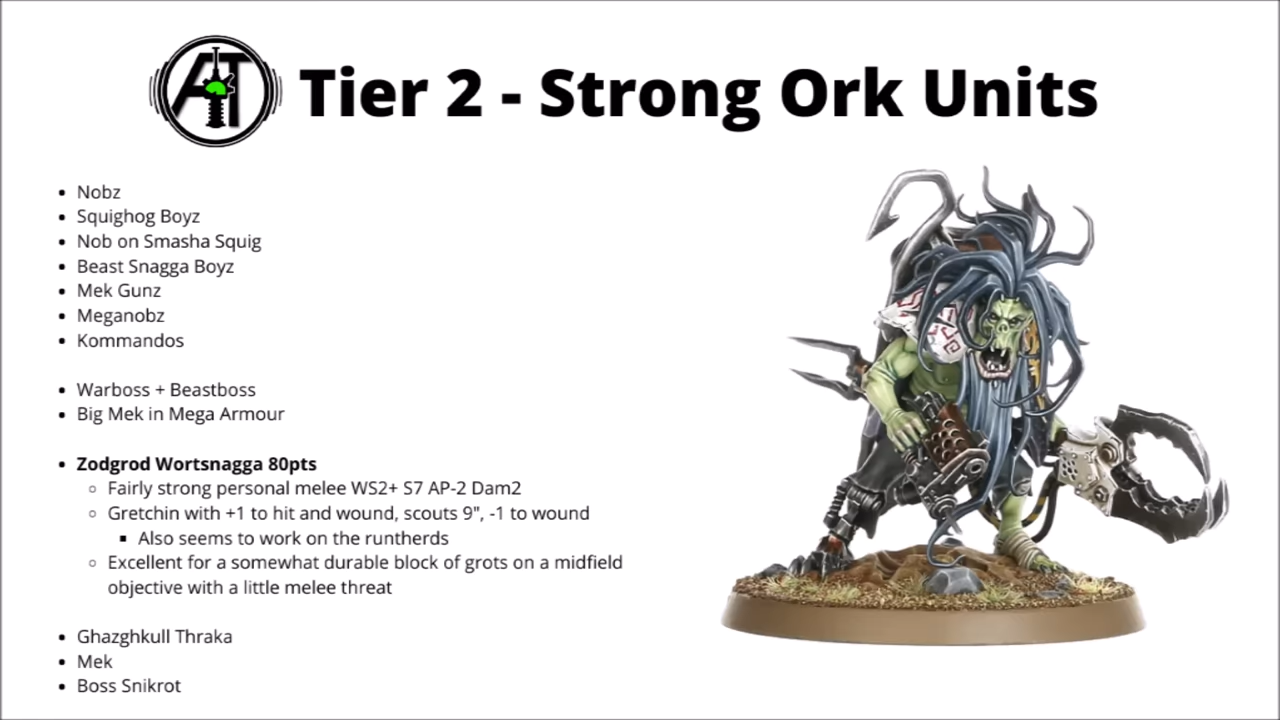 AT
Tier 2 - Strong Ork Units
• Nobz
• Squighog Boyz
• Nob on Smasha Squig
• Beast Snagga Boyz
• Mek Gunz
• Meganobz
• Kommandos
• Warboss + Beastboss
• Big Mek in Mega Armour
• Zodgrod Wortsnagga 80pts
◦ Fairly strong personal melee WS2+ S7 AP-2 Dam2
◦ Gretchin with +1 to hit and wound, scouts 9", -1 to wound
▪ Also seems to work on the runtherds
◦ Excellent for a somewhat durable block of grots on a midfield
objective with a little melee threat
• Ghazghkull Thraka
• Mek
• Boss Snikrot